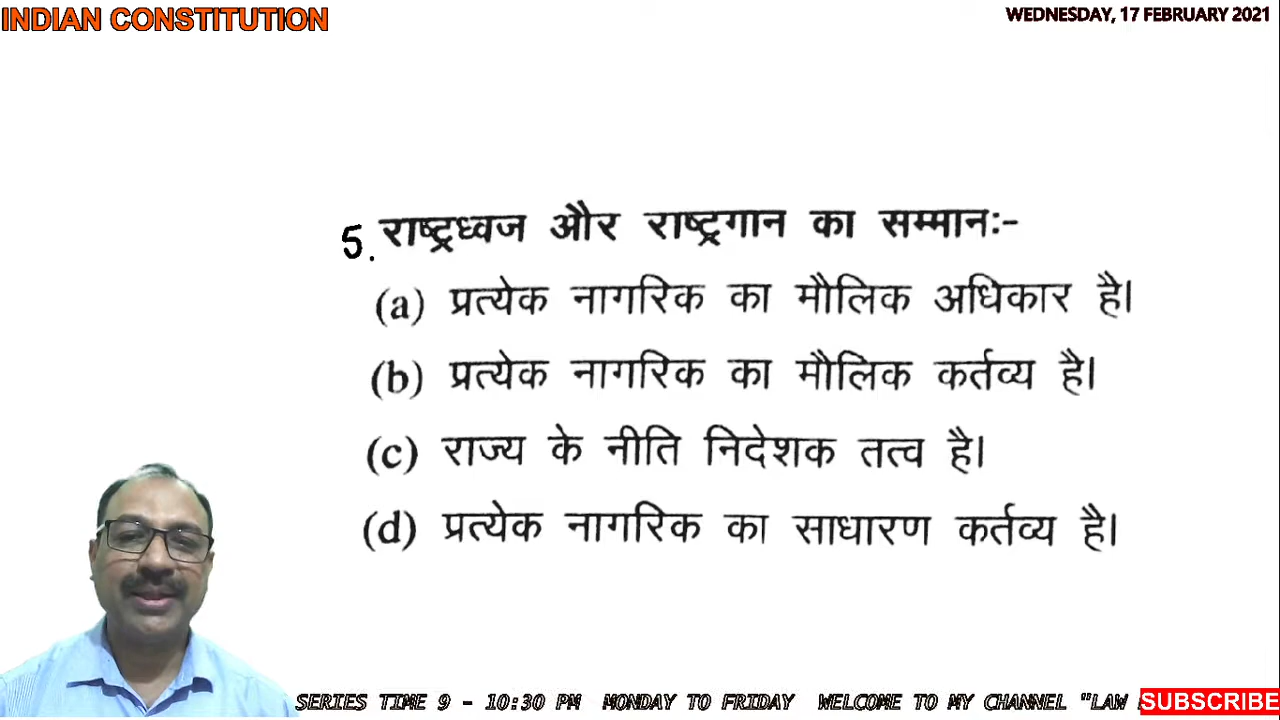 INDIAN CONSTITUTION
WEDNESDAY, 17 FEBRUARY 2021
5. राष्ट्रध्वज और राष्ट्रगान का सम्मानः-
(a) प्रत्येक नागरिक का मौलिक अधिकार है।
(b) प्रत्येक नागरिक का मौलिक कर्तव्य है।
(c) राज्य के नीति निदेशक तत्व है।
(d) प्रत्येक नागरिक का साधारण कर्तव्य है।
SERIES TIME 9 - 10:30 PM MONDAY TO FRIDAY WELCOME TO MY CHANNEL "LAW
SUBSCRIBE